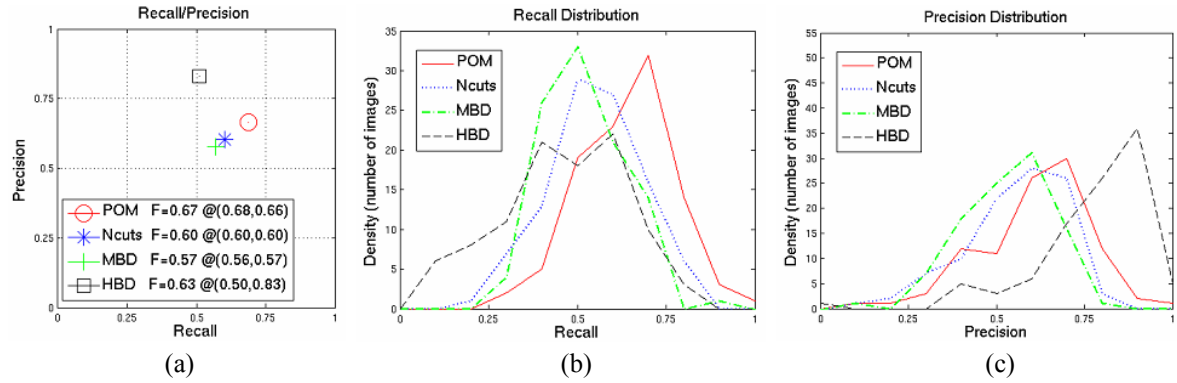 Recall/Precision
Precision
1
0.75
0.5
0.25
0
POM F=0.67 @(0.68,0.66)
Ncuts F=0.60 @(0.60,0.60)
MBD F=0.57 @(0.56,0.57)
HBD F=0.63 @(0.50,0.83)
0 0.25 0.5 0.75 1
Recall
(a)
Recall Distribution
Density (number of images)
35
30
25
20
15
10
5
0
POM
Ncuts
MBD
HBD
0 0.25 0.5 0.75 1
Recall
(b)
Precision Distribution
Density (number of images)
55
50
45
40
35
30
25
20
15
10
5
0
POM
Ncuts
MBD
HBD
0 0.25 0.5 0.75 1
Precision
(c)